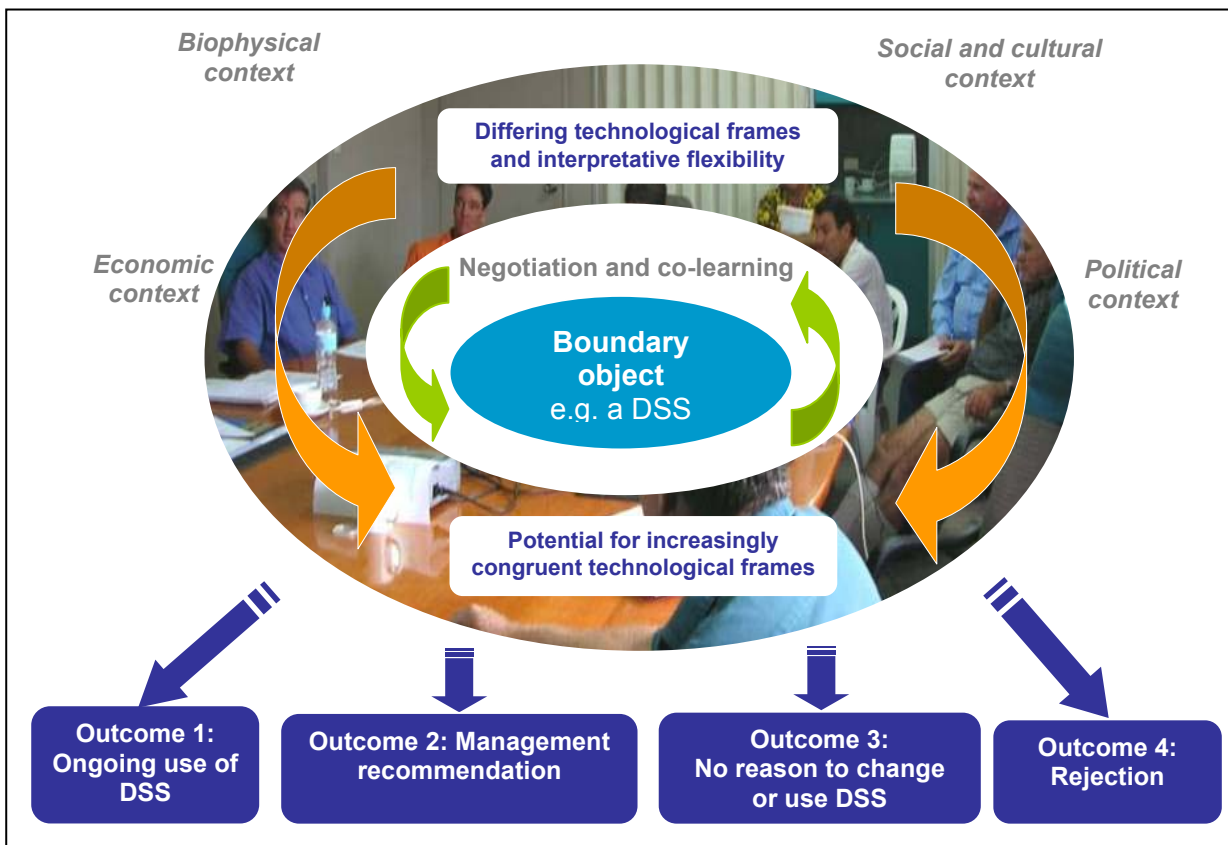 Biophysical
context
Social and cultural
context
Differing technological frames
and interpretative flexibility
Economic
context
Negotiation and co-learning
Political
context
Boundary
object
e.g. a DSS
Potential for increasingly
congruent technological frames
Outcome 1:
Ongoing use of
DSS
Outcome 2: Management
recommendation
Outcome 3:
No reason to change
or use DSS
Outcome 4:
Rejection